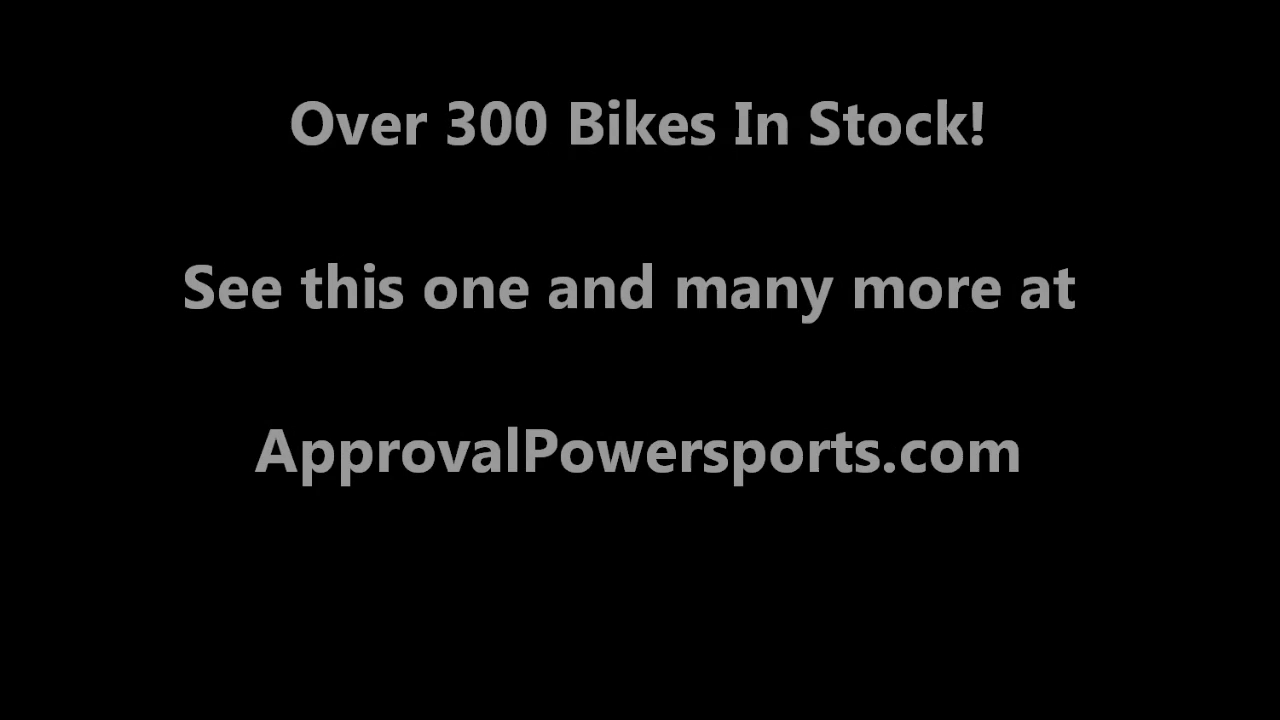 Over 300 Bikes In Stock!
See this one and many more at
ApprovalPowersports.com